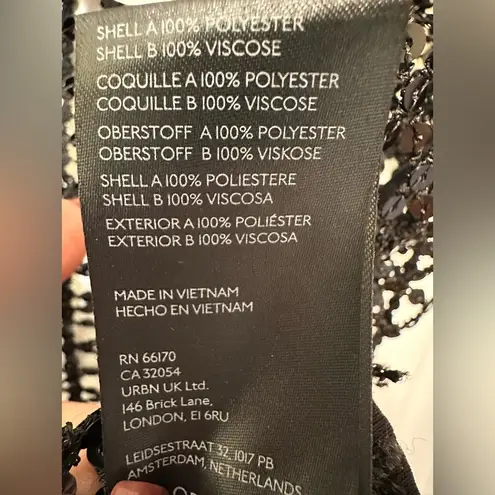 SHELL A 100% POLYESTER
SHELL B 100% VISCOSE
COQUILLE A 100% POLYESTER
COQUILLE B 100% VISCOSE
OBERSTOFF A 100% POLYESTER
OBERSTOFF B 100% VISKOSE
SHELL A 100% POLIESTERE
SHELL B 100% VISCOSA
EXTERIOR A 100% POLIÉSTER
EXTERIOR B 100% VISCOSA
MADE IN VIETNAM
HECHO EN VIETNAM
RN 66170
CA 32054
URBN UK Ltd.
146 Brick Lane,
LONDON, E1 6RU
LEIDSESTRAAT 32, 1017 PB
AMSTERDAM, NETHERLANDS